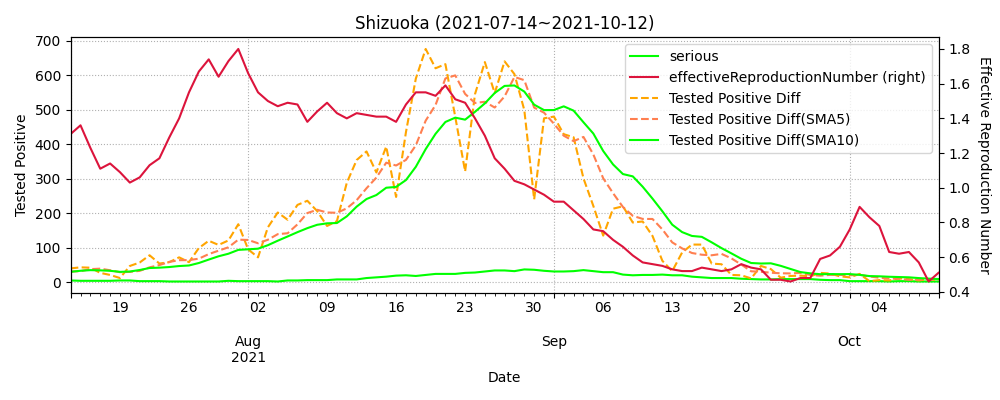 Shizuoka (2021-07-14~2021-10-12)
700
600
500
400
300
200
100
0
Tested Positive
serious
effectiveReproductionNumber (right)
Tested Positive Diff
Tested Positive Diff(SMA5)
Tested Positive Diff(SMA10)
1.8
1.6
1.4
1.2
1.0
0.8
0.6
0.4
Effective Reproduction Number
19 26 02 09 16 23 30 06 13 20 27 04
Aug Sep Oct
2021
Date